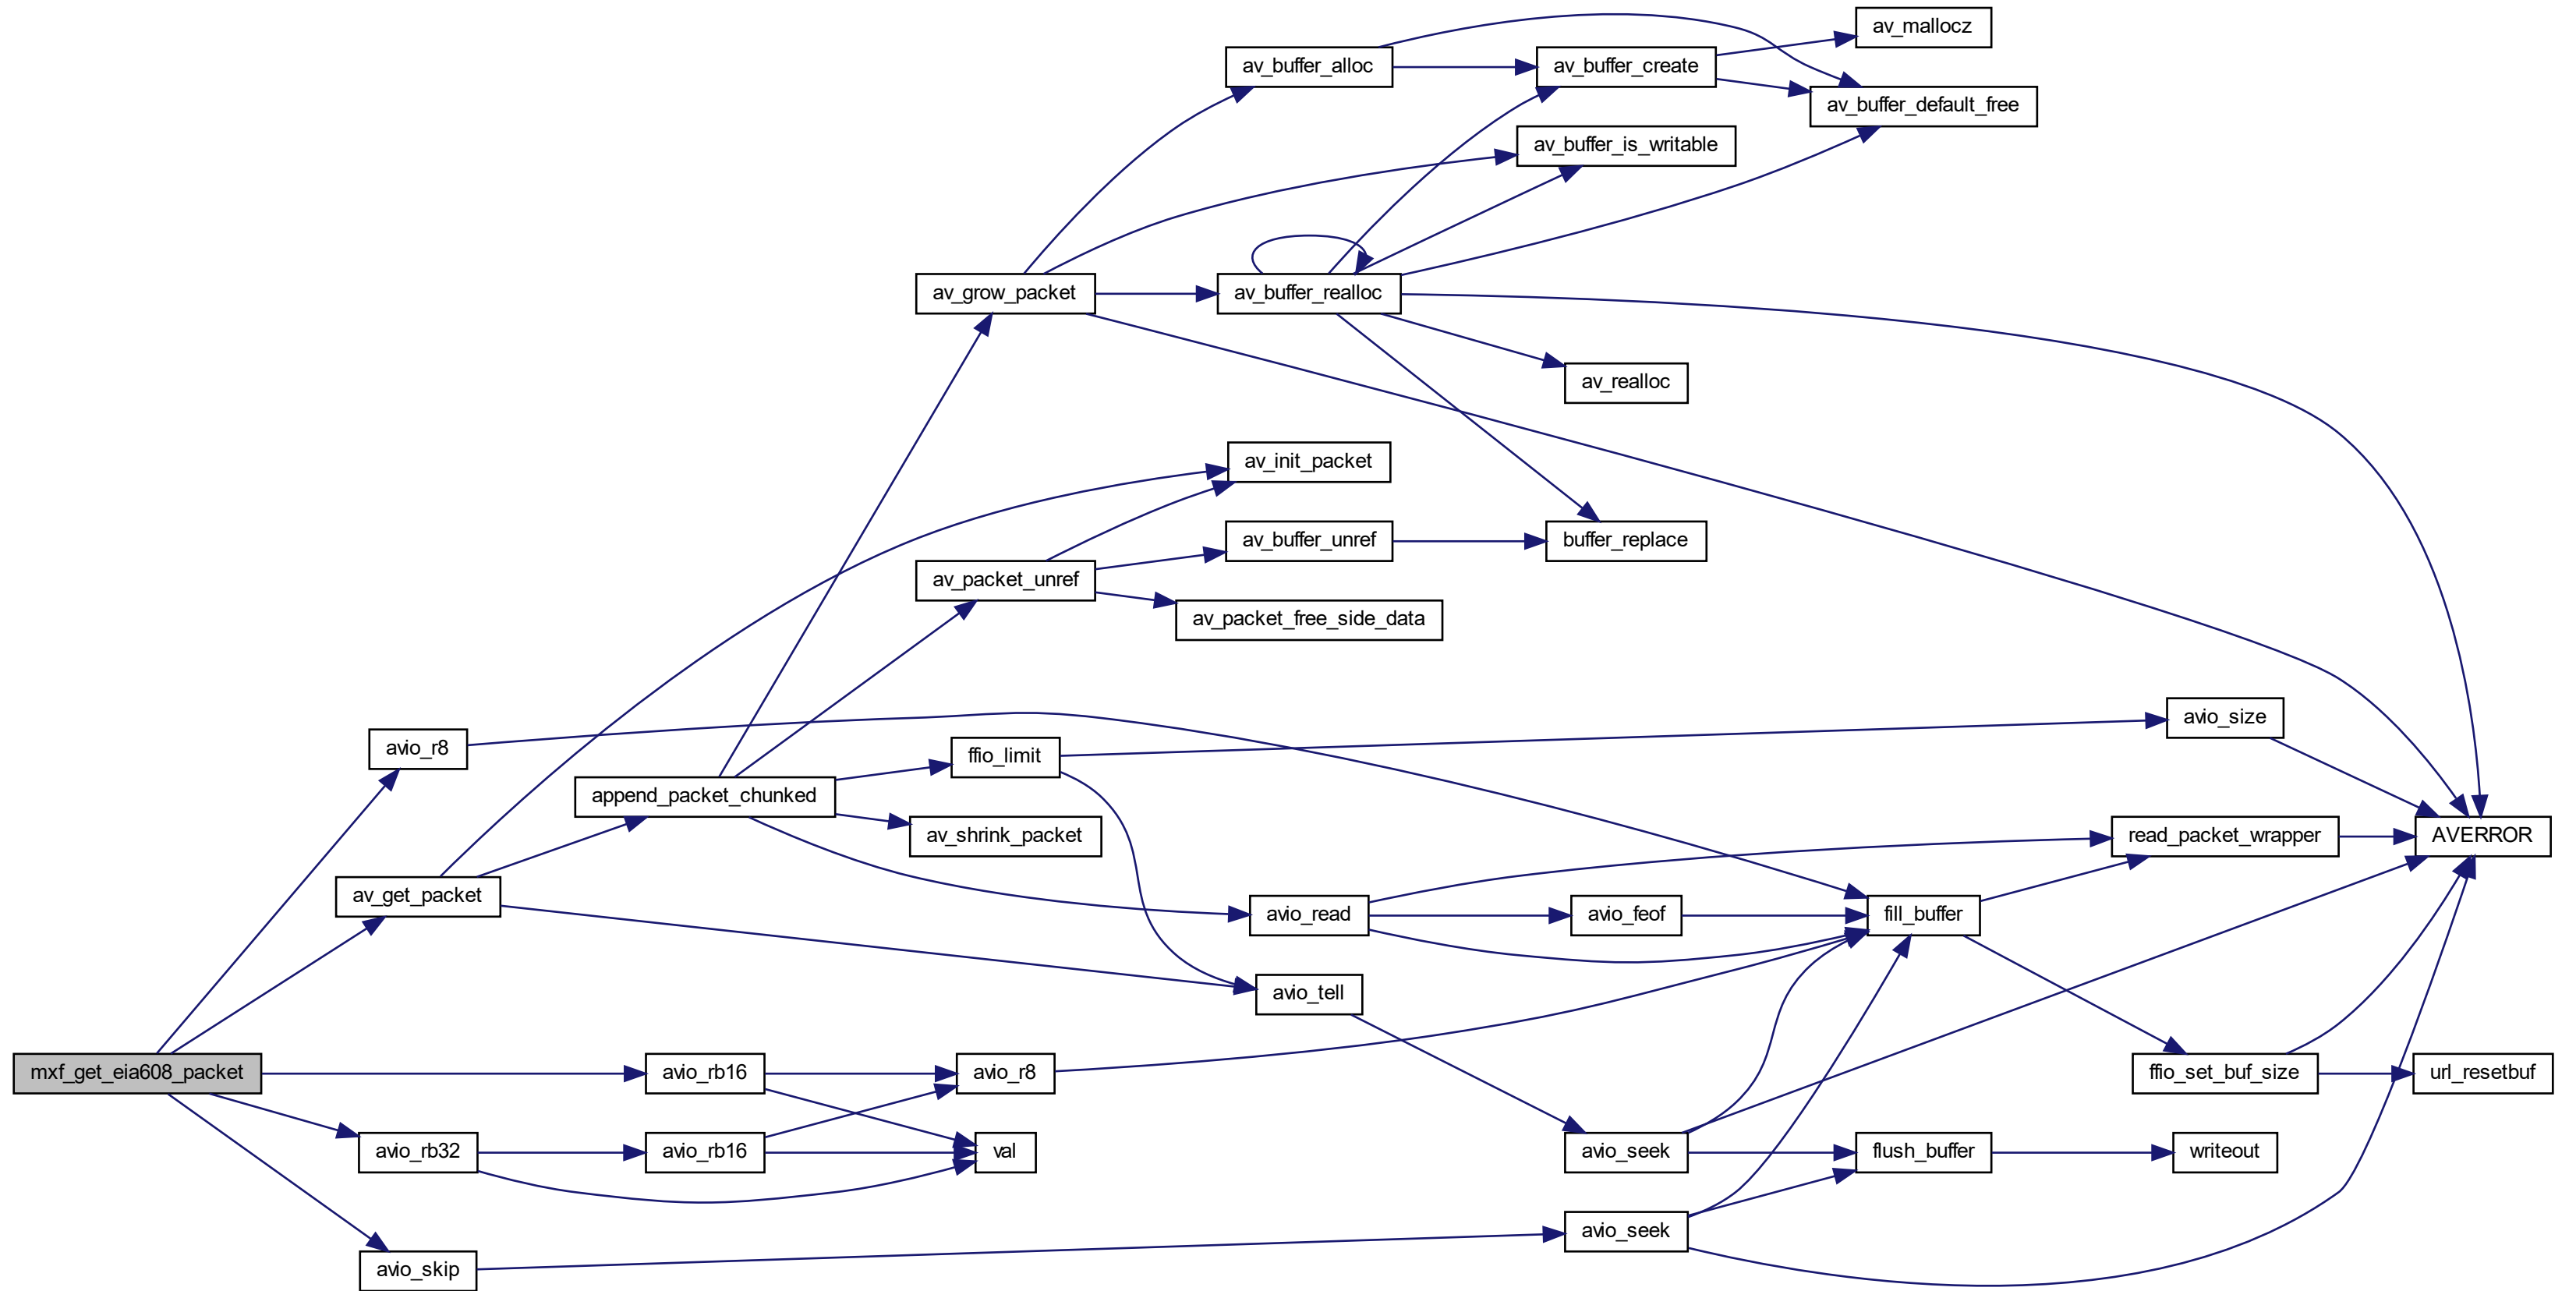 av_mallocz
av_buffer_alloc
av_buffer_create
av_buffer_default_free
av_buffer_is_writable
av_grow_packet
av_buffer_realloc
av_realloc
av_init_packet
av_buffer_unref
buffer_replace
av_packet_unref
av_packet_free_side_data
avio_size
avio_r8
ffio_limit
append_packet_chunked
av_shrink_packet
read_packet_wrapper
AVERROR
av_get_packet
avio_read
avio_feof
fill_buffer
avio_tell
mxf_get_eia608_packet
avio_rb16
avio_r8
ffio_set_buf_size
url_resetbuf
avio_rb32
avio_rb16
val
avio_seek
flush_buffer
writeout
avio_seek
avio_skip